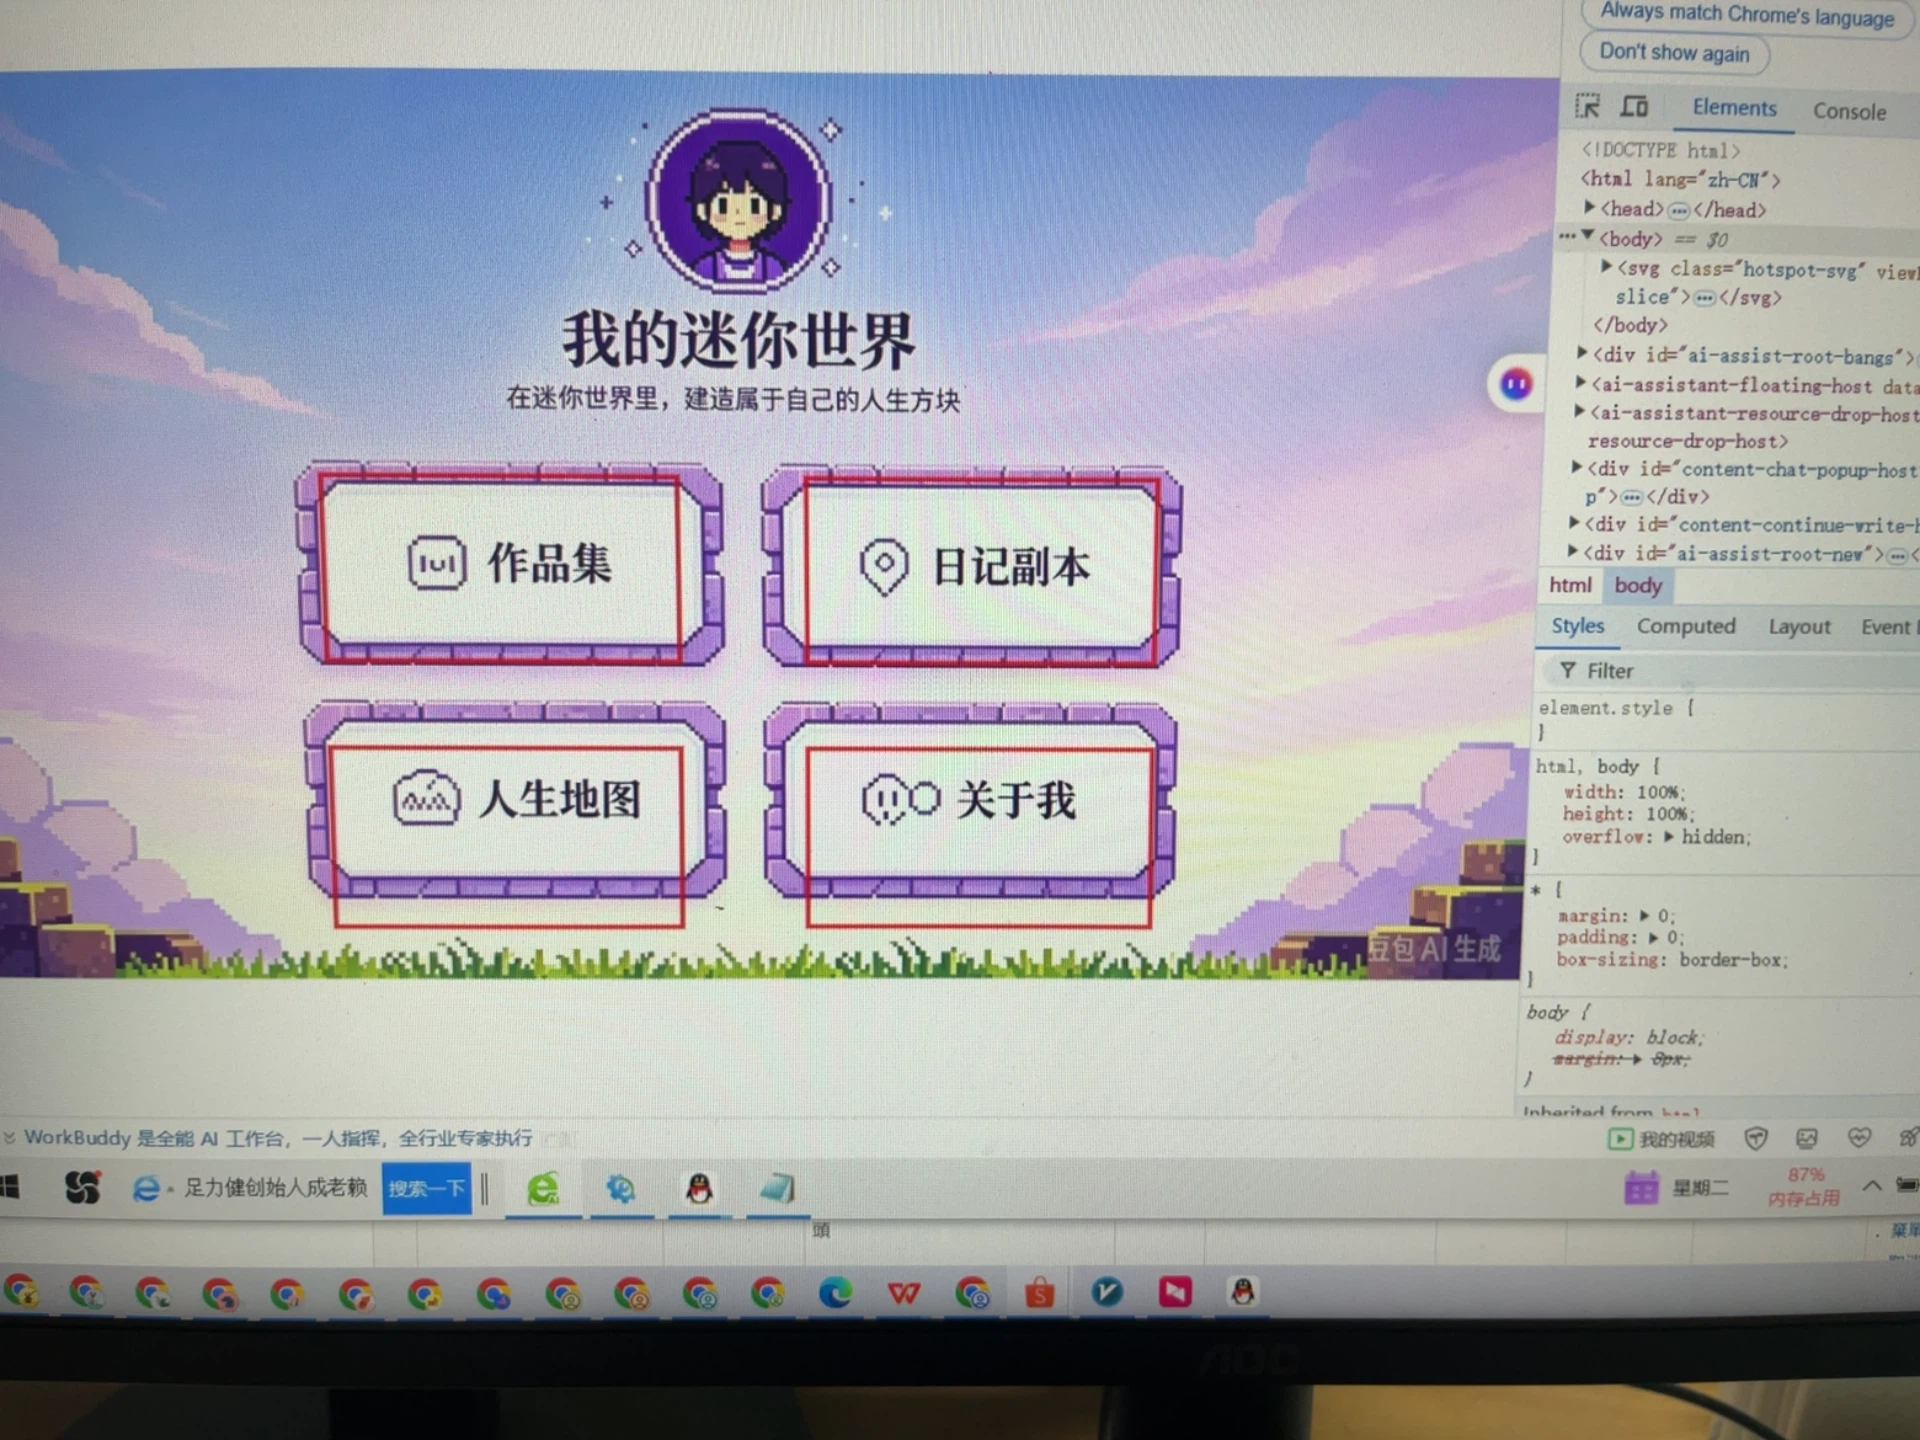 Always match Chrome's language
Don't show again
Elements Console
<!DOCTYPE html>
<html lang="zh-CN">
<head>…</head>
<body> == $0
<svg class="hotspot-svg" view
slice">…</svg>
</body>
<div id="ai-assist-root-bangs">
<ai-assistant-floating-host data
<ai-assistant-resource-drop-host
resource-drop-host>
<div id="content-chat-popup-host
p">…</div>
<div id="content-continue-write-h
<div id="ai-assist-root-new">…<
html body
Styles Computed Layout Event
Filter
element.style {
}
html, body {
width: 100%;
height: 100%;
overflow: hidden;
}
* {
margin: 0;
padding: 0;
box-sizing: border-box;
}
body {
display: block;
margin: 8px;
}
Inherited from html
我的迷你世界
在迷你世界里，建造属于自己的人生方块
作品集
日记副本
人生地图
关于我
豆包 AI 生成
WorkBuddy 是全能 AI 工作台，一人指挥，全行业专家执行
我的视频
足力健创始人成老赖
搜索一下
星期二
87%
内存占用
頭
AOC